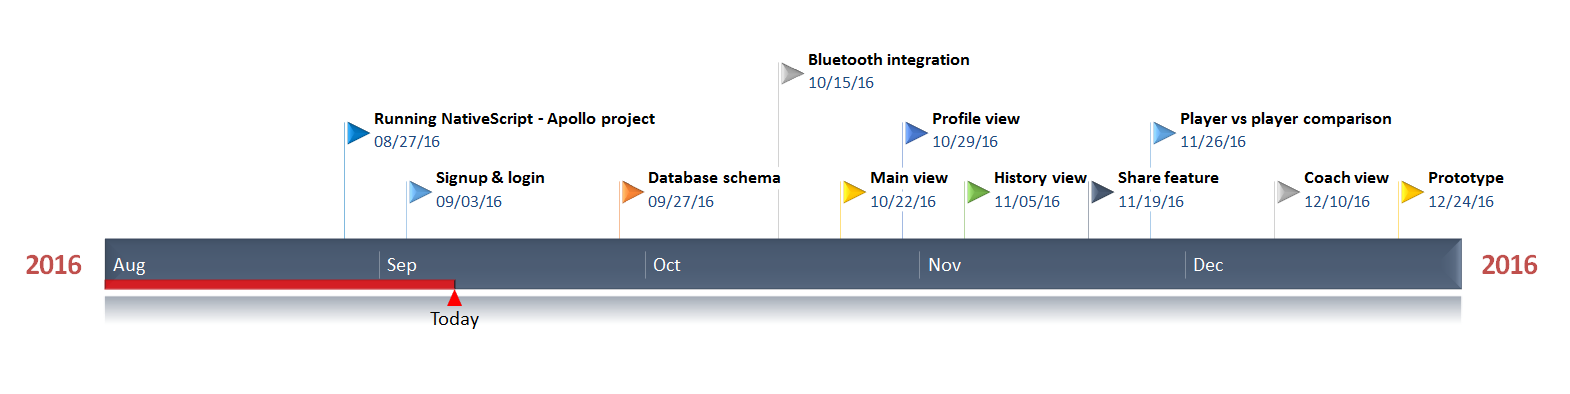 Bluetooth integration
10/15/16
Running NativeScript - Apollo project
08/27/16
Profile view
10/29/16
Player vs player comparison
11/26/16
Signup & login
09/03/16
Database schema
09/27/16
Main view
10/22/16
History view
11/05/16
Share feature
11/19/16
Coach view
12/10/16
Prototype
12/24/16
2016
Aug
Sep
Oct
Nov
Dec
2016
Today